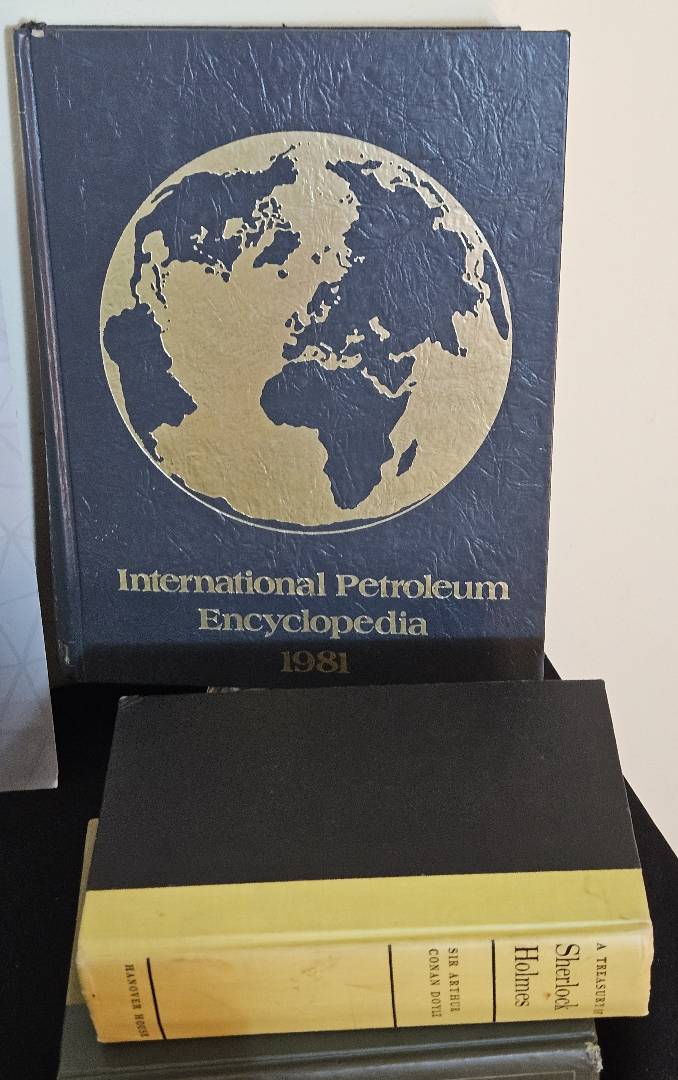 International Petroleum
Encyclopedia
1981
A TREASURY OF
Sherlock
Holmes
SIR ARTHUR
CONAN DOYLE
HANOVER HOUSE